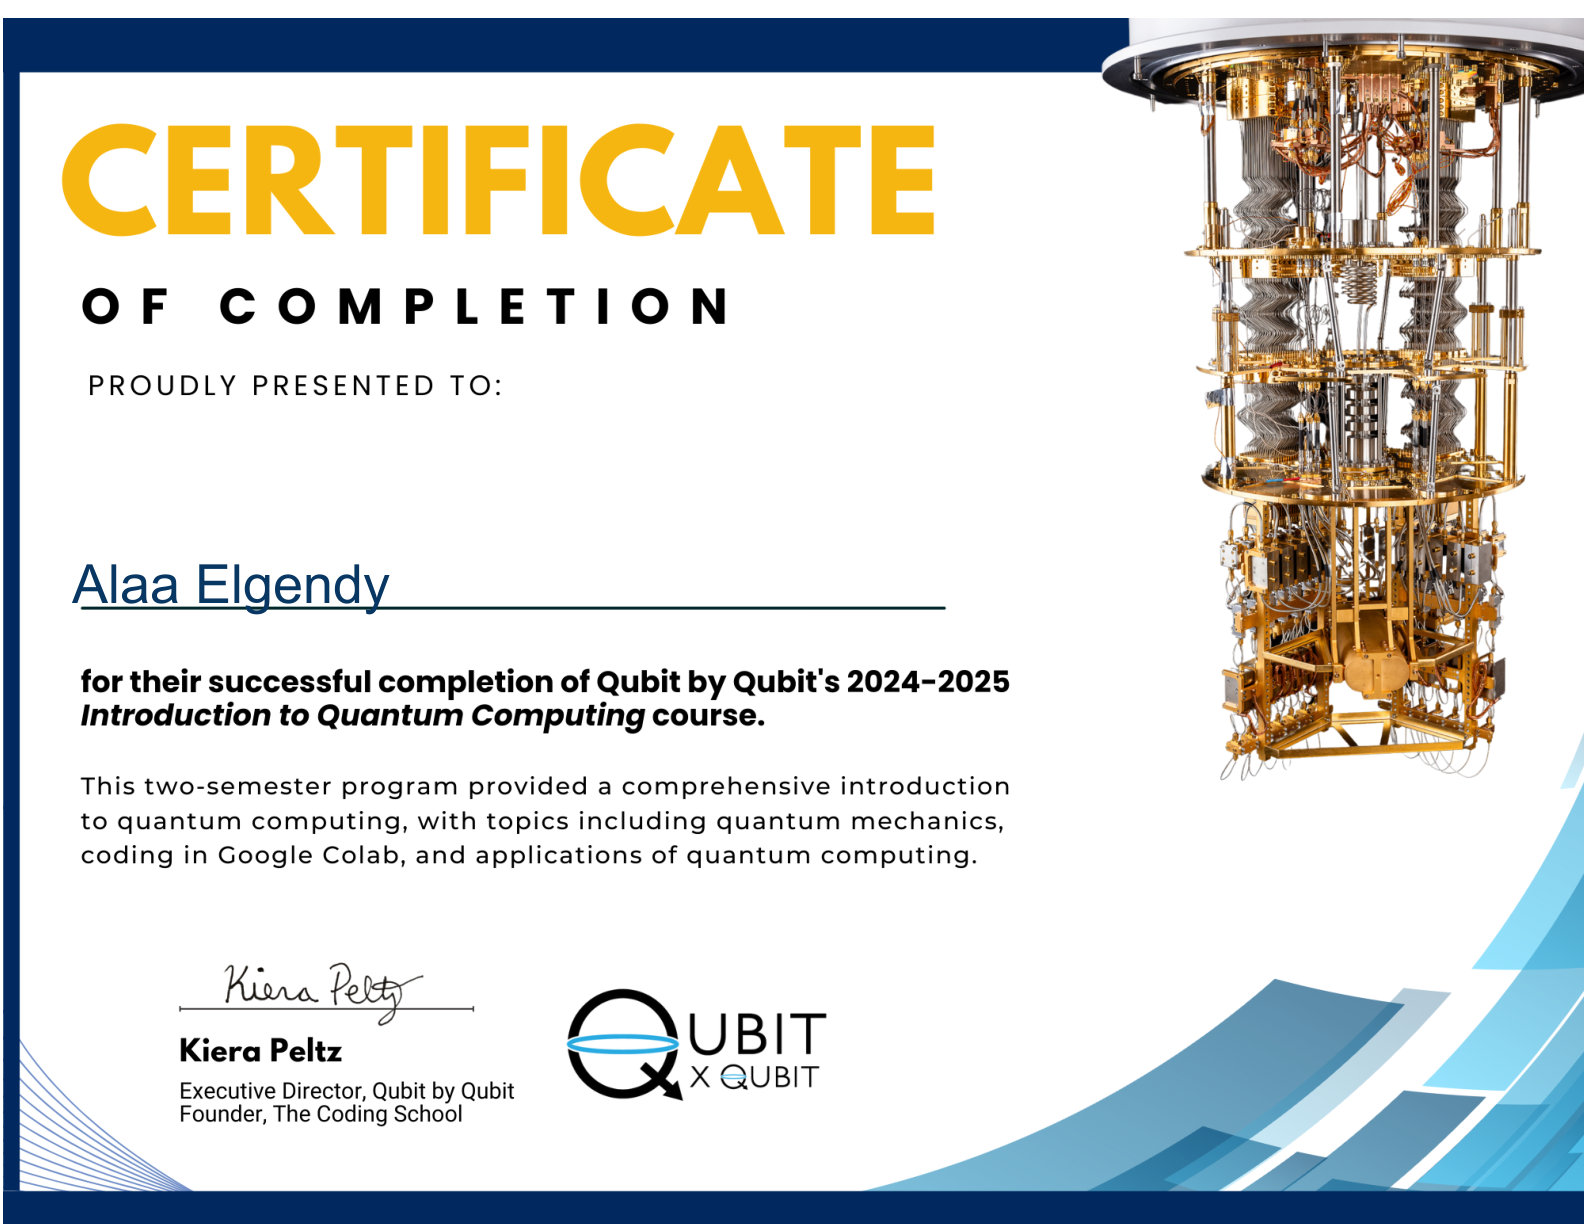 CERTIFICATE
OF COMPLETION
PROUDLY PRESENTED TO:
Alaa Elgendy
for their successful completion of Qubit by Qubit's 2024-2025
Introduction to Quantum Computing course.
This two-semester program provided a comprehensive introduction
to quantum computing, with topics including quantum mechanics,
coding in Google Colab, and applications of quantum computing.
Kiera Peltz
Kiera Peltz
Executive Director, Qubit by Qubit
Founder, The Coding School
QUBIT
X QUBIT